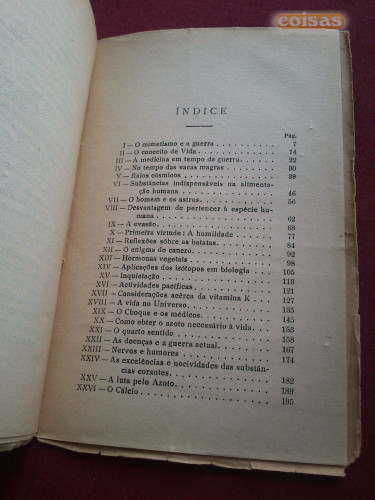 coisas
ÍNDICE
Pág.
I — O mimetismo e a guerra . . . . . . . . . . 7
II — O conceito de Vida . . . . . . . . . . 14
III — A medicina em tempo de guerra . . . . . . 22
IV — No tempo das vacas magras . . . . . . . . 30
V — Raios cósmicos . . . . . . . . . . 39
VI — Substâncias indispensáveis na alimenta-
ção humana . . . . . . . . . . 46
VII — O homem e os astros . . . . . . . . . . 56
VIII — Desvantagem de pertencer à espécie hu-
mana . . . . . . . . . . 62
IX — A evasão . . . . . . . . . . 68
X — Primeira virtude: A humildade . . . . . . 77
XI — Reflexões sôbre as batatas . . . . . . . . 84
XII — O enigma do cancro . . . . . . . . . . 92
XIII — Hormonas vegetais . . . . . . . . . . 98
XIV — Aplicações dos isótopos em biologia . . . . 105
XV — Inquietação . . . . . . . . . . 113
XVI — Actividades pacíficas . . . . . . . . . . 121
XVII — Considerações acêrca da vitamina K . . . . 127
XVIII — A vida no Universo . . . . . . . . . . 135
XIX — O Choque e os médicos . . . . . . . . . . 145
XX — Como obter o azoto necessário à vida . . . 153
XXI — O quarto sentido . . . . . . . . . . 158
XXII — As doenças e a guerra actual . . . . . . . 167
XXIII — Nervos e humores . . . . . . . . . . 174
XXIV — As excelências e nocividades das substân-
cias corantes . . . . . . . . . . 182
XXV — A luta pelo Azoto . . . . . . . . . . 189
XXVI — O Cálcio . . . . . . . . . . 195